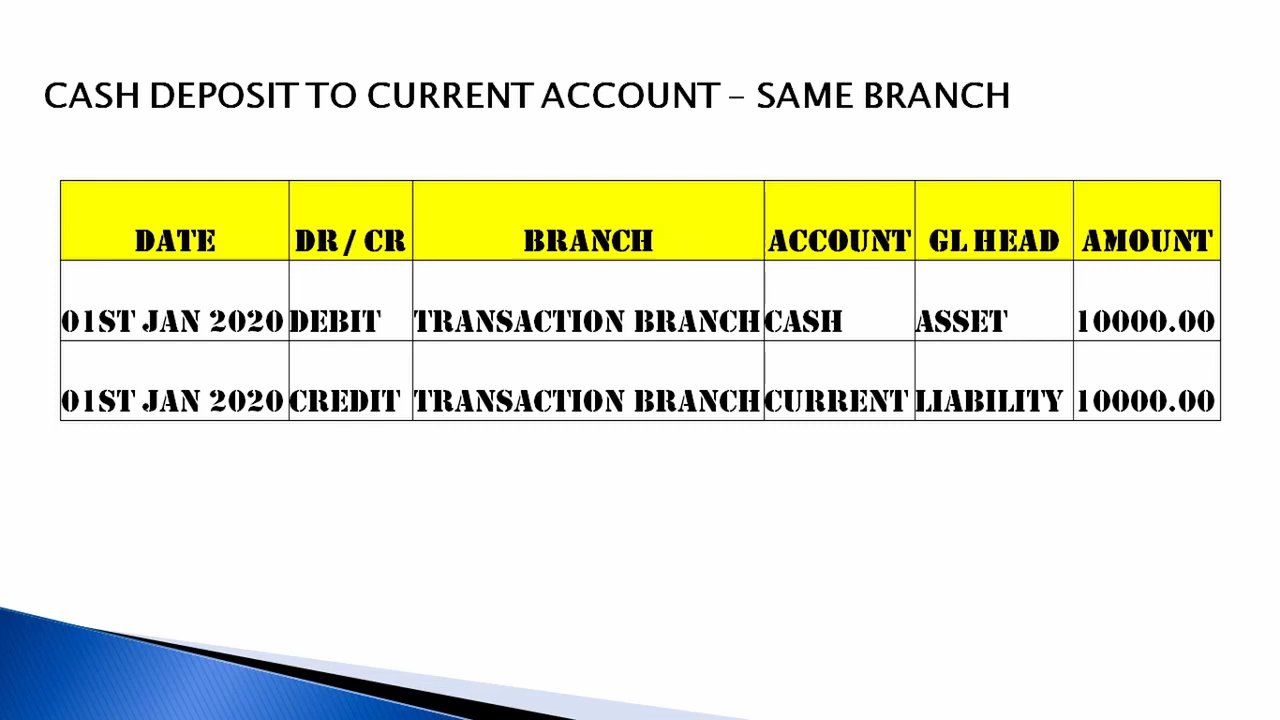 CASH DEPOSIT TO CURRENT ACCOUNT – SAME BRANCH
DATE DR / CR BRANCH ACCOUNT GL HEAD AMOUNT
01ST JAN 2020 DEBIT TRANSACTION BRANCH CASH ASSET 10000.00
01ST JAN 2020 CREDIT TRANSACTION BRANCH CURRENT LIABILITY 10000.00